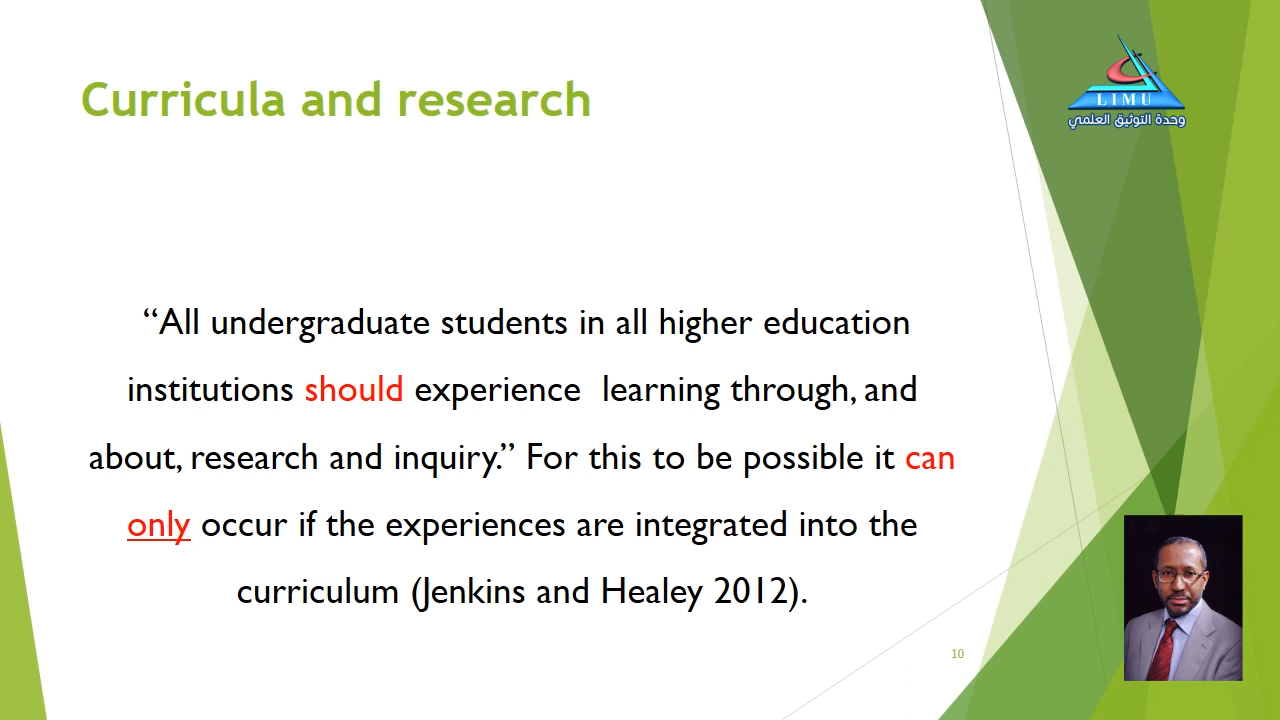 Curricula and research
LIMU
وحدة التوثيق العلمي
“All undergraduate students in all higher education
institutions should experience  learning through, and
about, research and inquiry.” For this to be possible it can
only occur if the experiences are integrated into the
curriculum (Jenkins and Healey 2012).
10